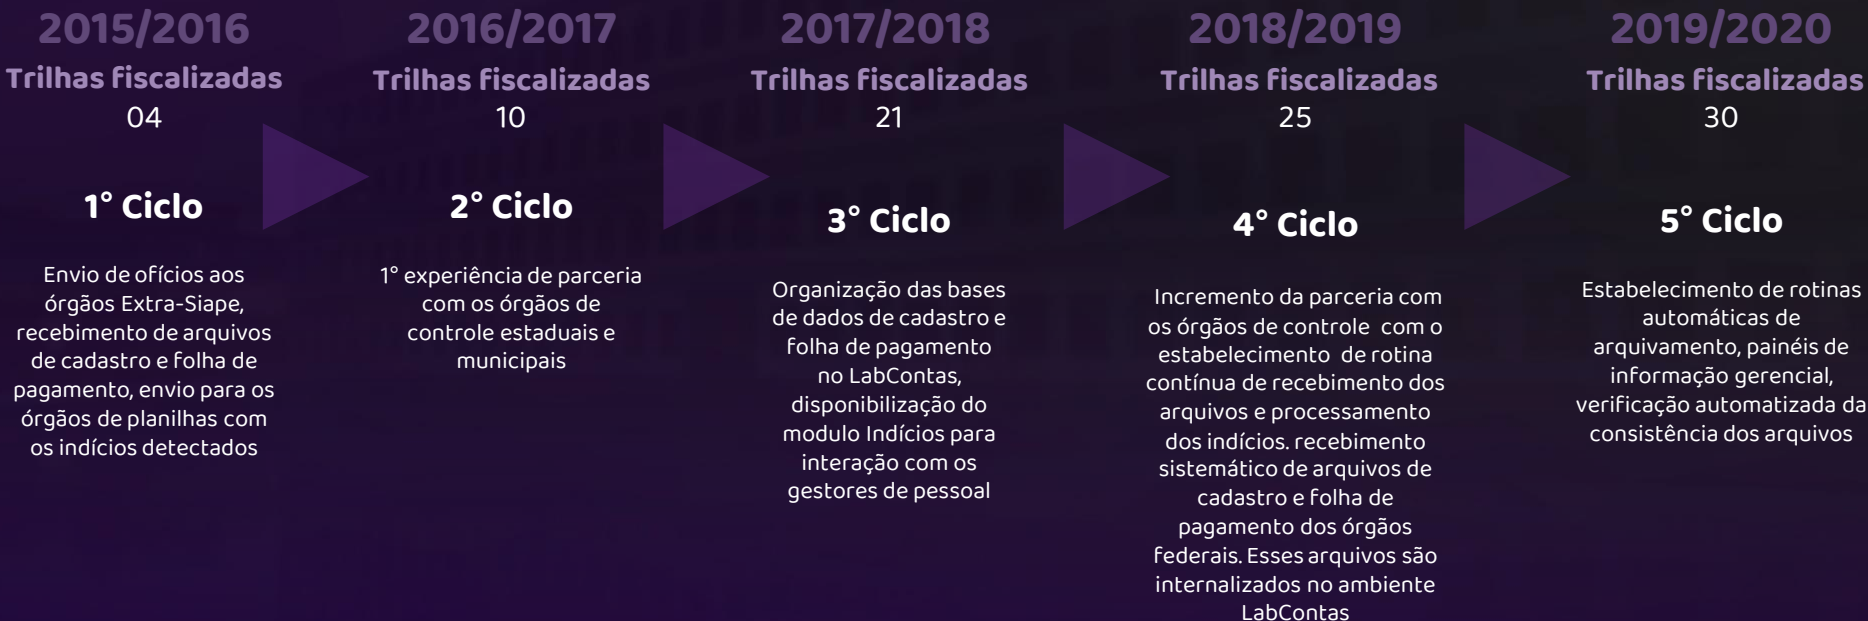 2015/2016
Trilhas fiscalizadas
04
1° Ciclo
Envio de ofícios aos
órgãos Extra-Siape,
recebimento de arquivos
de cadastro e folha de
pagamento, envio para os
órgãos de planilhas com
os indícios detectados
2016/2017
Trilhas fiscalizadas
10
2° Ciclo
1° experiência de parceria
com os órgãos de
controle estaduais e
municipais
2017/2018
Trilhas fiscalizadas
21
3° Ciclo
Organização das bases
de dados de cadastro e
folha de pagamento
no LabContas,
disponibilização do
modulo Indícios para
interação com os
gestores de pessoal
2018/2019
Trilhas fiscalizadas
25
4° Ciclo
Incremento da parceria com
os órgãos de controle com o
estabelecimento de rotina
contínua de recebimento dos
arquivos e processamento
dos indícios. recebimento
sistemático de arquivos de
cadastro e folha de
pagamento dos órgãos
federais. Esses arquivos são
internalizados no ambiente
LabContas
2019/2020
Trilhas fiscalizadas
30
5° Ciclo
Estabelecimento de rotinas
automáticas de
arquivamento, painéis de
informação gerencial,
verificação automatizada da
consistência dos arquivos